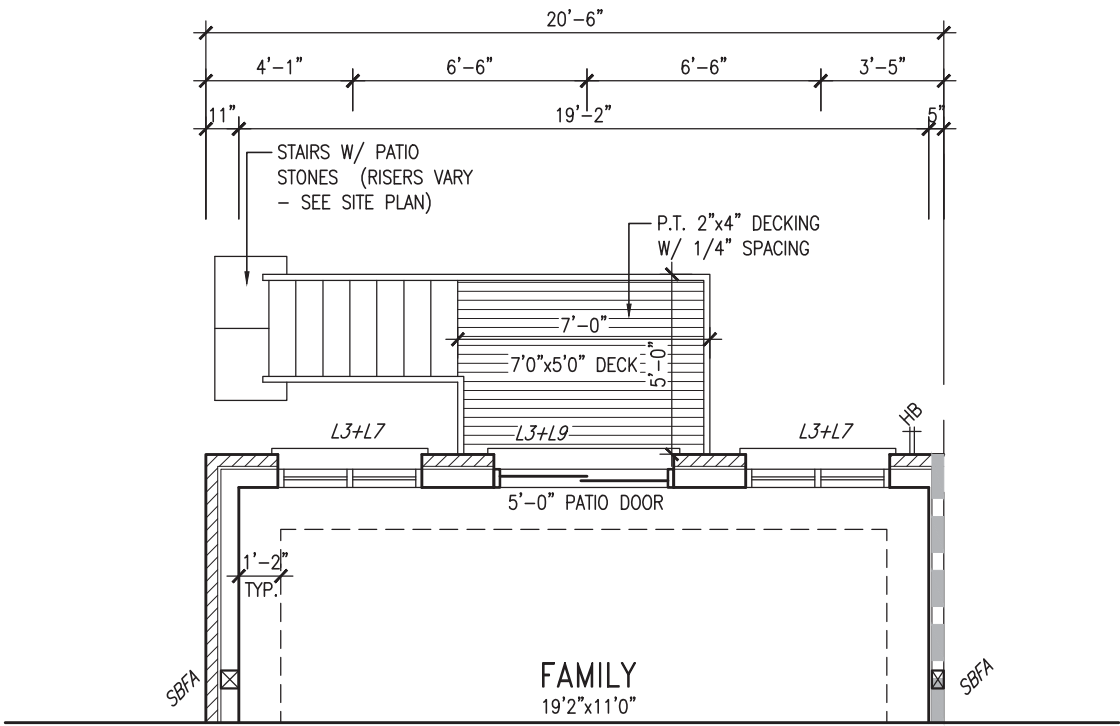 20'-6"
4'-1" 6'-6" 6'-6" 3'-5"
11" 19'-2" 5"
STAIRS W/ PATIO
STONES (RISERS VARY
- SEE SITE PLAN)
P.T. 2"x4" DECKING
W/ 1/4" SPACING
7'-0"
7'0"x5'0" DECK
5'-0"
HB
L3+L7 L3+L9 L3+L7
5'-0" PATIO DOOR
1'-2"
TYP.
FAMILY
19'2"x11'0"
SBFA SBFA